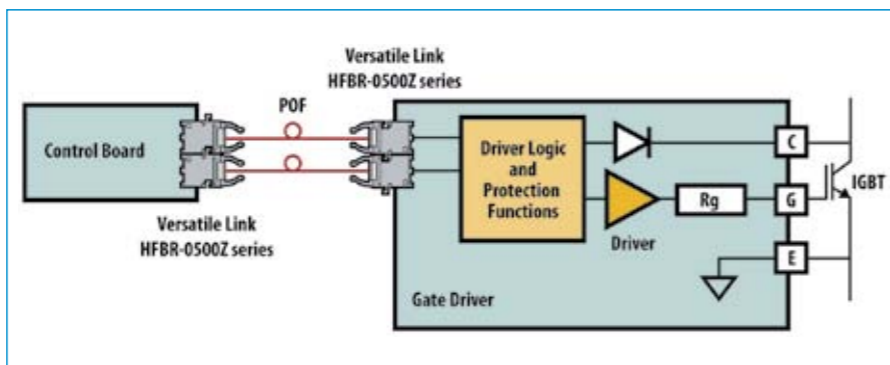 Versatile Link
HFBR-0500Z series
POF
Control Board
Versatile Link
HFBR-0500Z series
Driver Logic
and
Protection
Functions
Driver
Rg
C
G
E
IGBT
Gate Driver